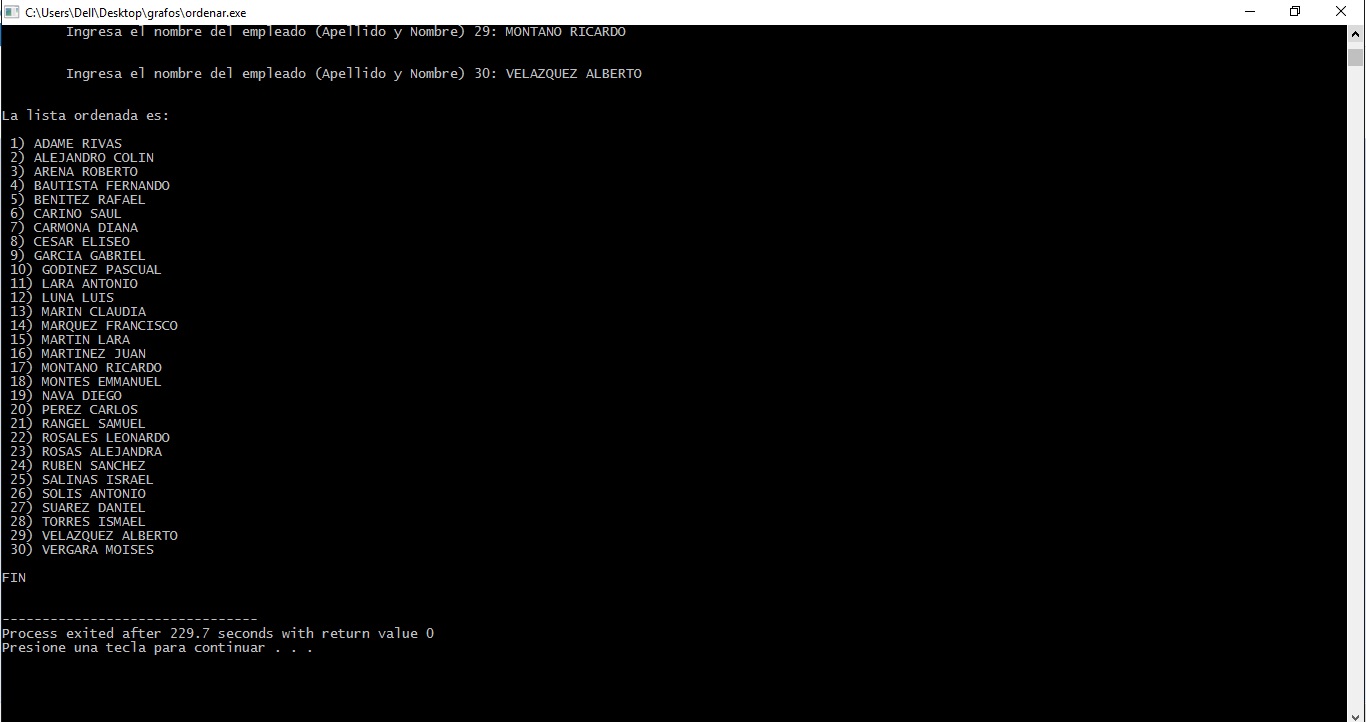 C:\Users\Dell\Desktop\grafos\ordenar.exe
Ingresa el nombre del empleado (Apellido y Nombre) 29: MONTANO RICARDO
Ingresa el nombre del empleado (Apellido y Nombre) 30: VELAZQUEZ ALBERTO
La lista ordenada es:
1) ADAME RIVAS
2) ALEJANDRO COLIN
3) ARENA ROBERTO
4) BAUTISTA FERNANDO
5) BENITEZ RAFAEL
6) CARINO SAUL
7) CARMONA DIANA
8) CESAR ELISEO
9) GARCIA GABRIEL
10) GODINEZ PASCUAL
11) LARA ANTONIO
12) LUNA LUIS
13) MARIN CLAUDIA
14) MARQUEZ FRANCISCO
15) MARTIN LARA
16) MARTINEZ JUAN
17) MONTANO RICARDO
18) MONTES EMMANUEL
19) NAVA DIEGO
20) PEREZ CARLOS
21) RANGEL SAMUEL
22) ROSALES LEONARDO
23) ROSAS ALEJANDRA
24) RUBEN SANCHEZ
25) SALINAS ISRAEL
26) SOLIS ANTONIO
27) SUAREZ DANIEL
28) TORRES ISMAEL
29) VELAZQUEZ ALBERTO
30) VERGARA MOISES
FIN
--------------------------------
Process exited after 229.7 seconds with return value 0
Presione una tecla para continuar . . .